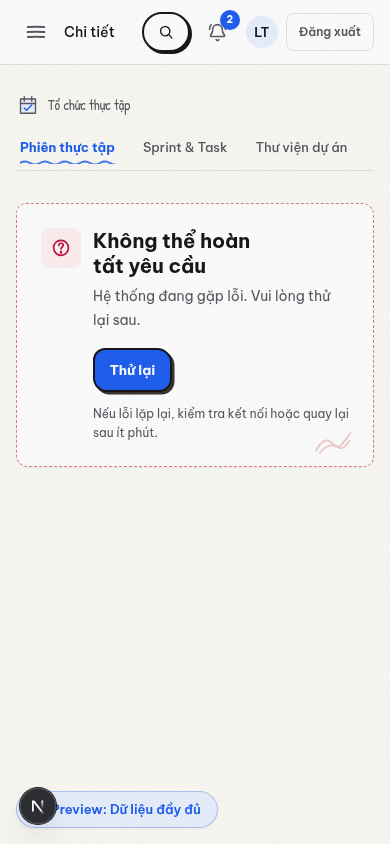 Chi tiết
2
LT
Đăng xuất
Tổ chức thực tập
Phiên thực tập
Sprint & Task
Thư viện dự án
Không thể hoàn
tất yêu cầu
Hệ thống đang gặp lỗi. Vui lòng thử
lại sau.
Thử lại
Nếu lỗi lặp lại, kiểm tra kết nối hoặc quay lại
sau ít phút.
N
Preview: Dữ liệu đầy đủ